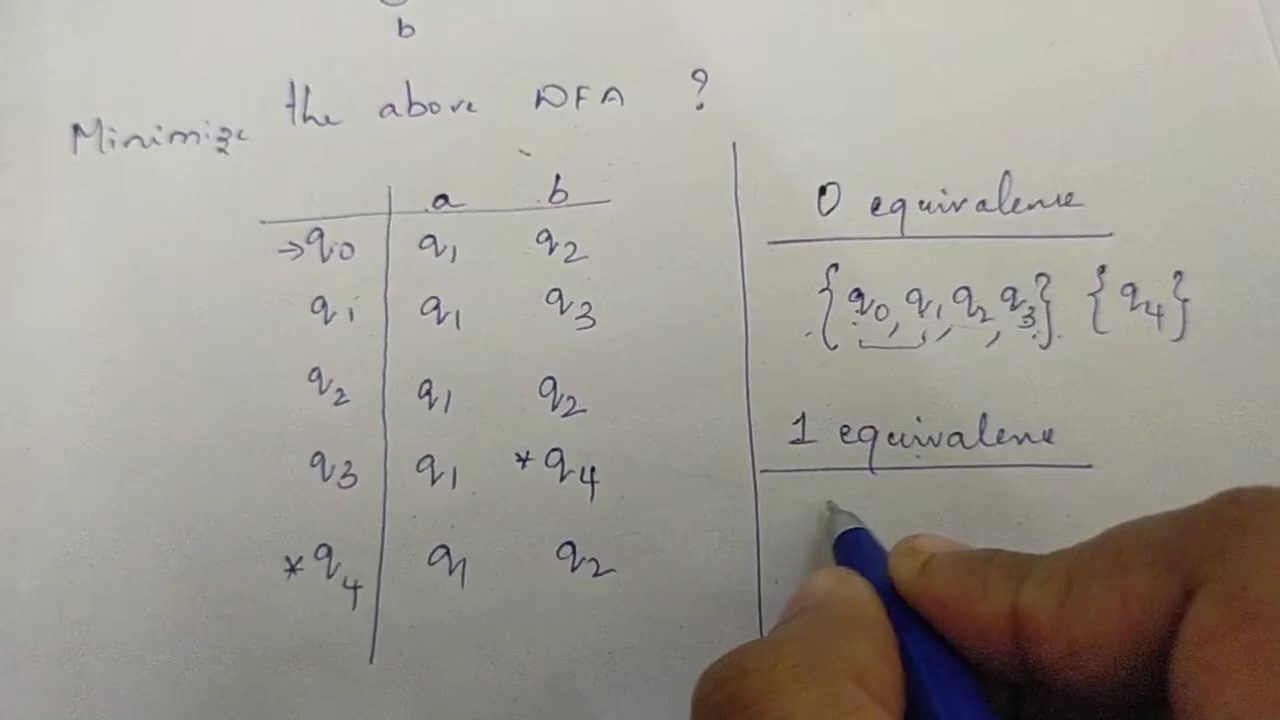 b
Minimize the above DFA ?
a b
→q0 q1 q2
q1 q1 q3
q2 q1 q2
q3 q1 *q4
*q4 q1 q2
0 equivalence
{q0, q1, q2, q3} {q4}
1 equivalene